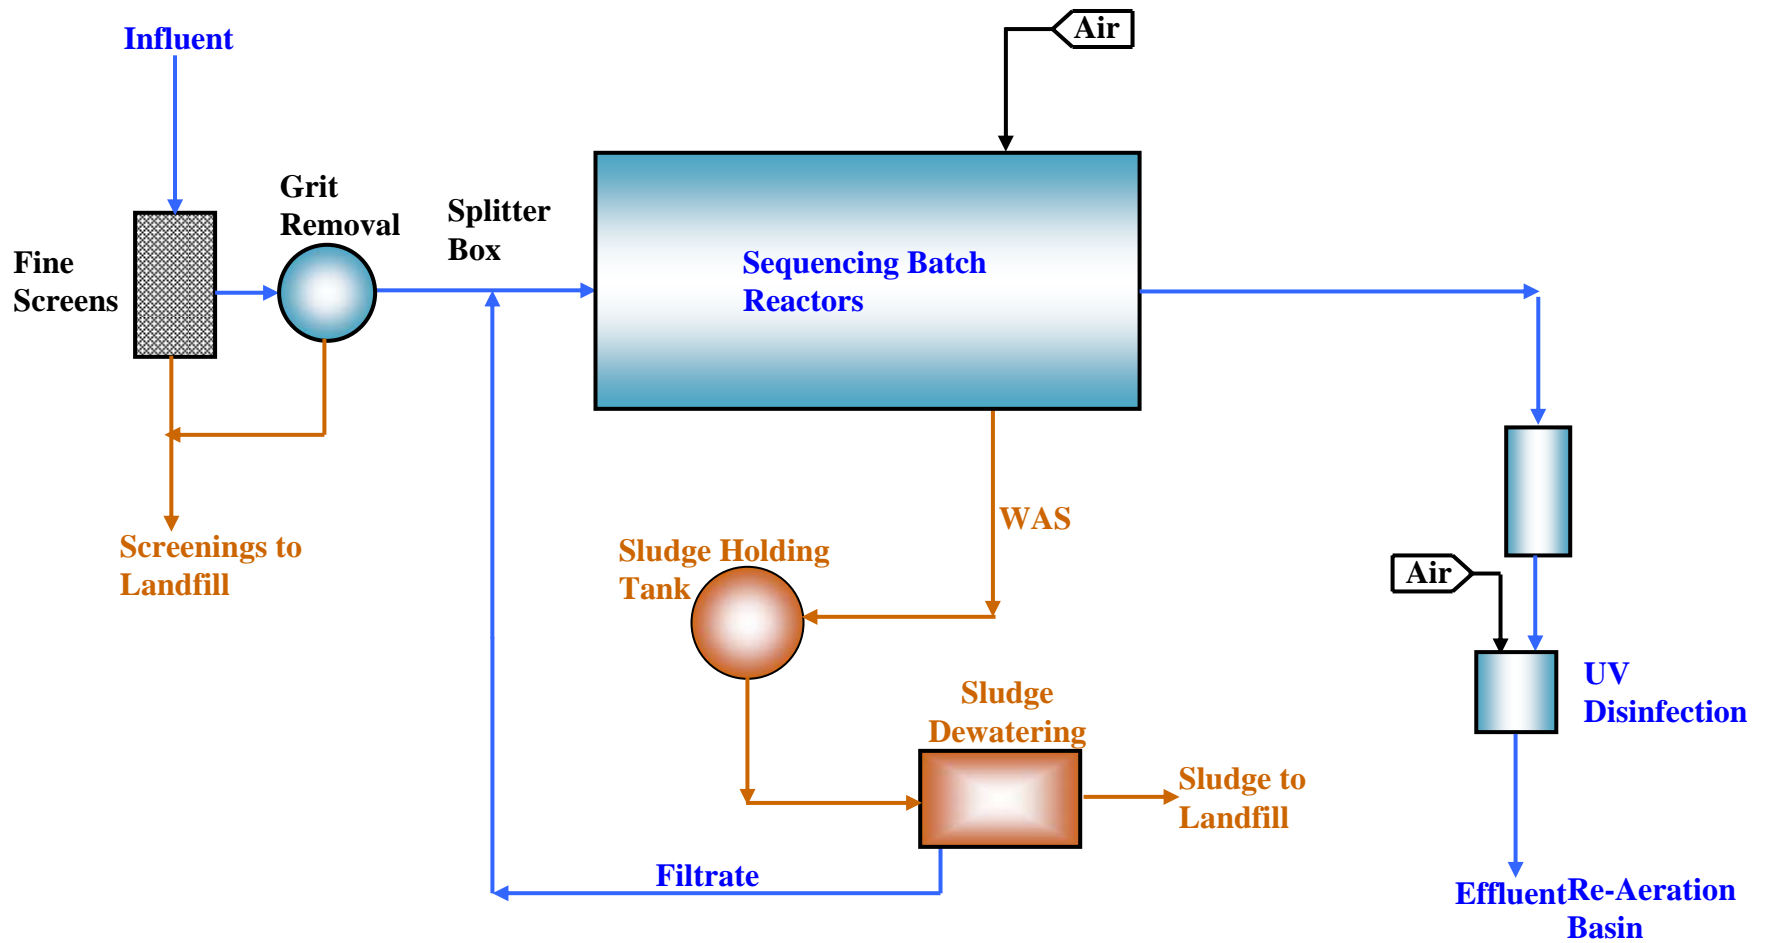 Influent
Air
Grit
Removal
Splitter
Box
Fine
Screens
Sequencing Batch
Reactors
WAS
Screenings to
Landfill
Sludge Holding
Tank
Air
UV
Disinfection
Sludge
Dewatering
Sludge to
Landfill
Filtrate
Effluent
Re-Aeration
Basin